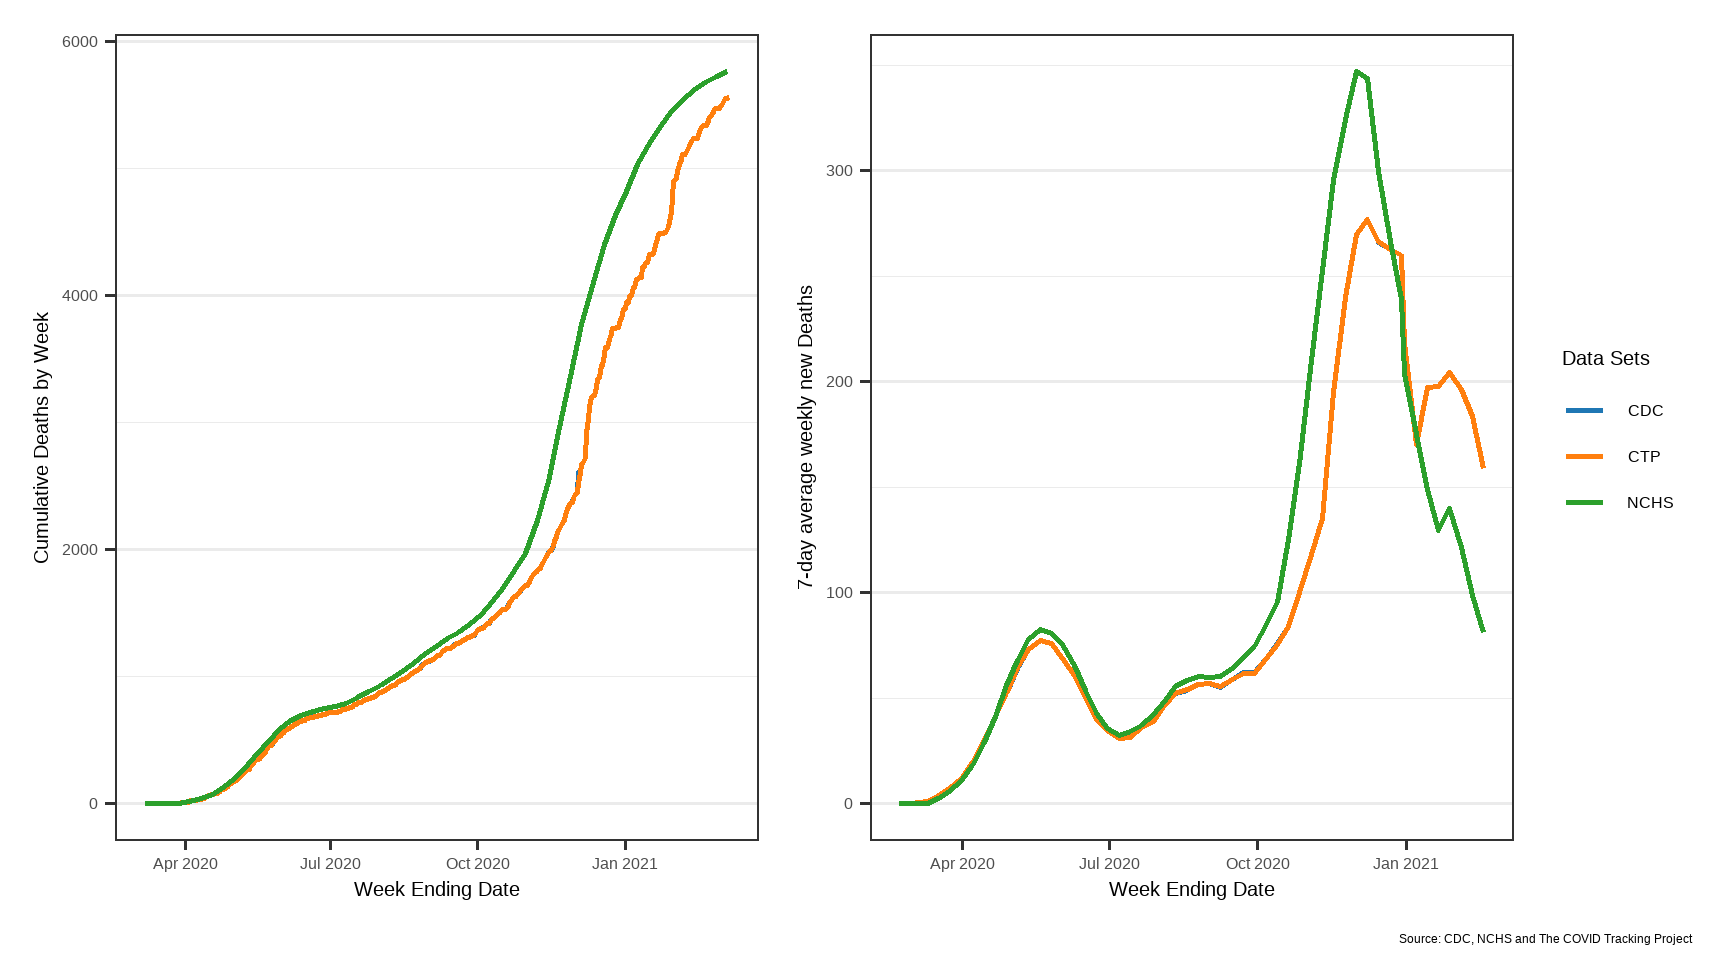 Cumulative Deaths by Week
6000
4000
2000
0
Apr 2020
Jul 2020
Oct 2020
Jan 2021
Week Ending Date
7-day average weekly new Deaths
300
200
100
0
Apr 2020
Jul 2020
Oct 2020
Jan 2021
Week Ending Date
Data Sets
CDC
CTP
NCHS
Source: CDC, NCHS and The COVID Tracking Project